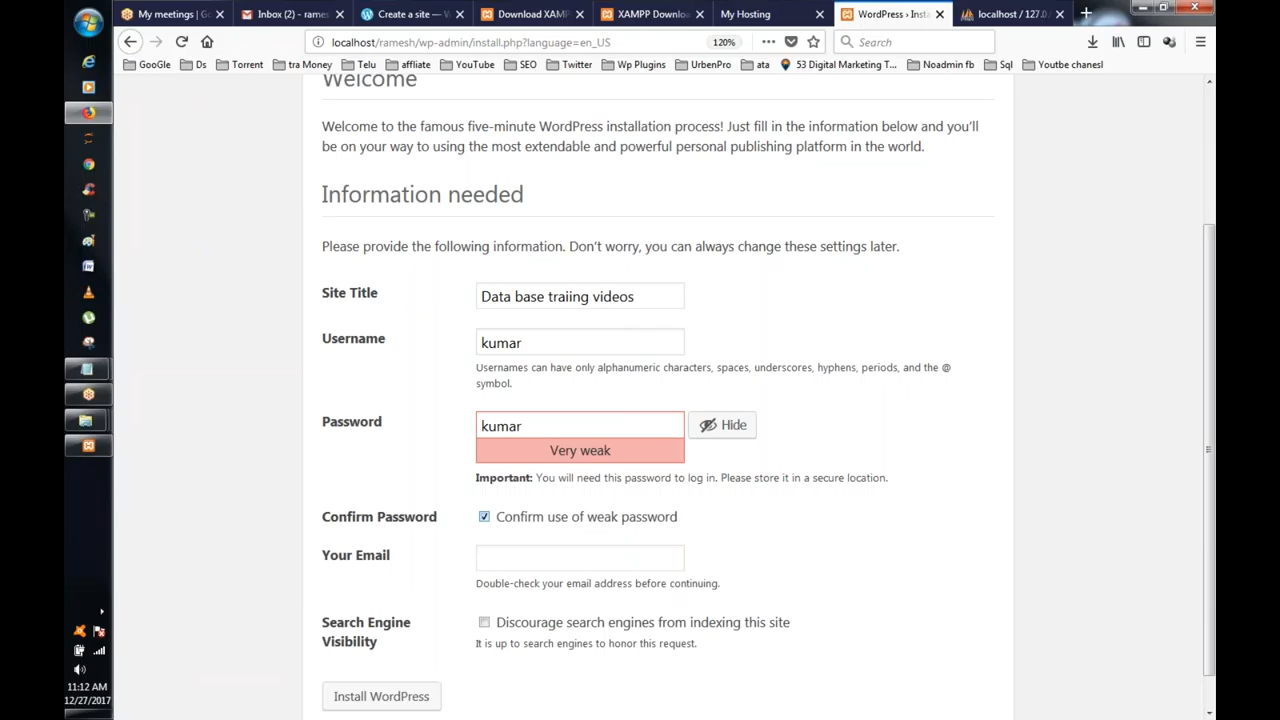 My meetings | Go
Inbox (2) - rames
Create a site — W
Download XAMP
XAMPP Downloa
My Hosting
WordPress › Insta
localhost / 127.0.
localhost/ramesh/wp-admin/install.php?language=en_US
120%
Search
GooGle
Ds
Torrent
tra Money
Telu
affliate
YouTube
SEO
Twitter
Wp Plugins
UrbenPro
ata
53 Digital Marketing T...
Noadmin fb
Sql
Youtbe chanesl
Welcome
Welcome to the famous five-minute WordPress installation process! Just fill in the information below and you'll
be on your way to using the most extendable and powerful personal publishing platform in the world.
Information needed
Please provide the following information. Don't worry, you can always change these settings later.
Site Title
Data base traiing videos
Username
kumar
Usernames can have only alphanumeric characters, spaces, underscores, hyphens, periods, and the @
symbol.
Password
kumar
Hide
Very weak
Important: You will need this password to log in. Please store it in a secure location.
Confirm Password
Confirm use of weak password
Your Email
Double-check your email address before continuing.
Search Engine
Visibility
Discourage search engines from indexing this site
It is up to search engines to honor this request.
Install WordPress
11:12 AM
12/27/2017